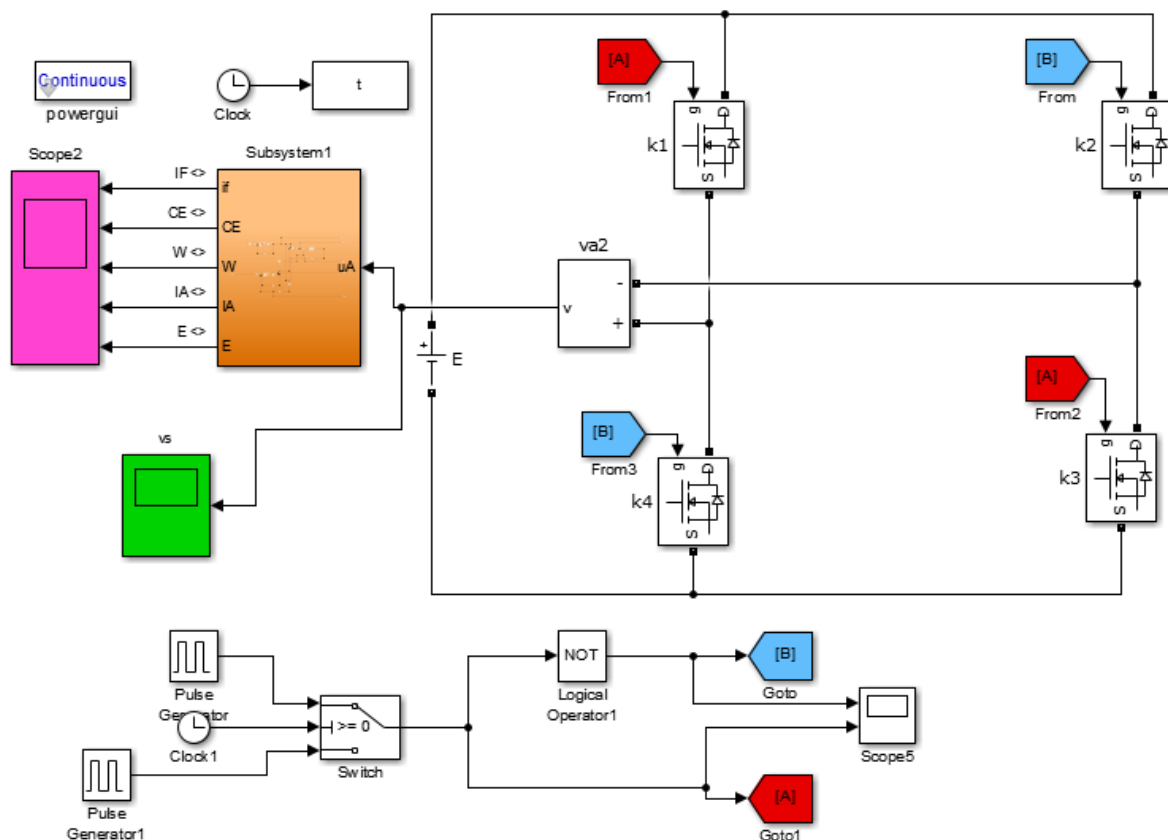 Continuous
powergui
Clock
t
Scope2
Subsystem1
IF <>
if
CE <>
CE
W <>
W
uA
IA <>
IA
E <>
E
vs
E
va2
v
-
+
+
[A]
From1
g
D
S
k1
[B]
From
g
D
S
k2
[B]
From3
g
D
S
k4
[A]
From2
g
D
S
k3
Pulse
Generator
Clock1
Pulse
Generator1
>= 0
Switch
NOT
Logical
Operator1
[B]
Goto
Scope5
[A]
Goto1